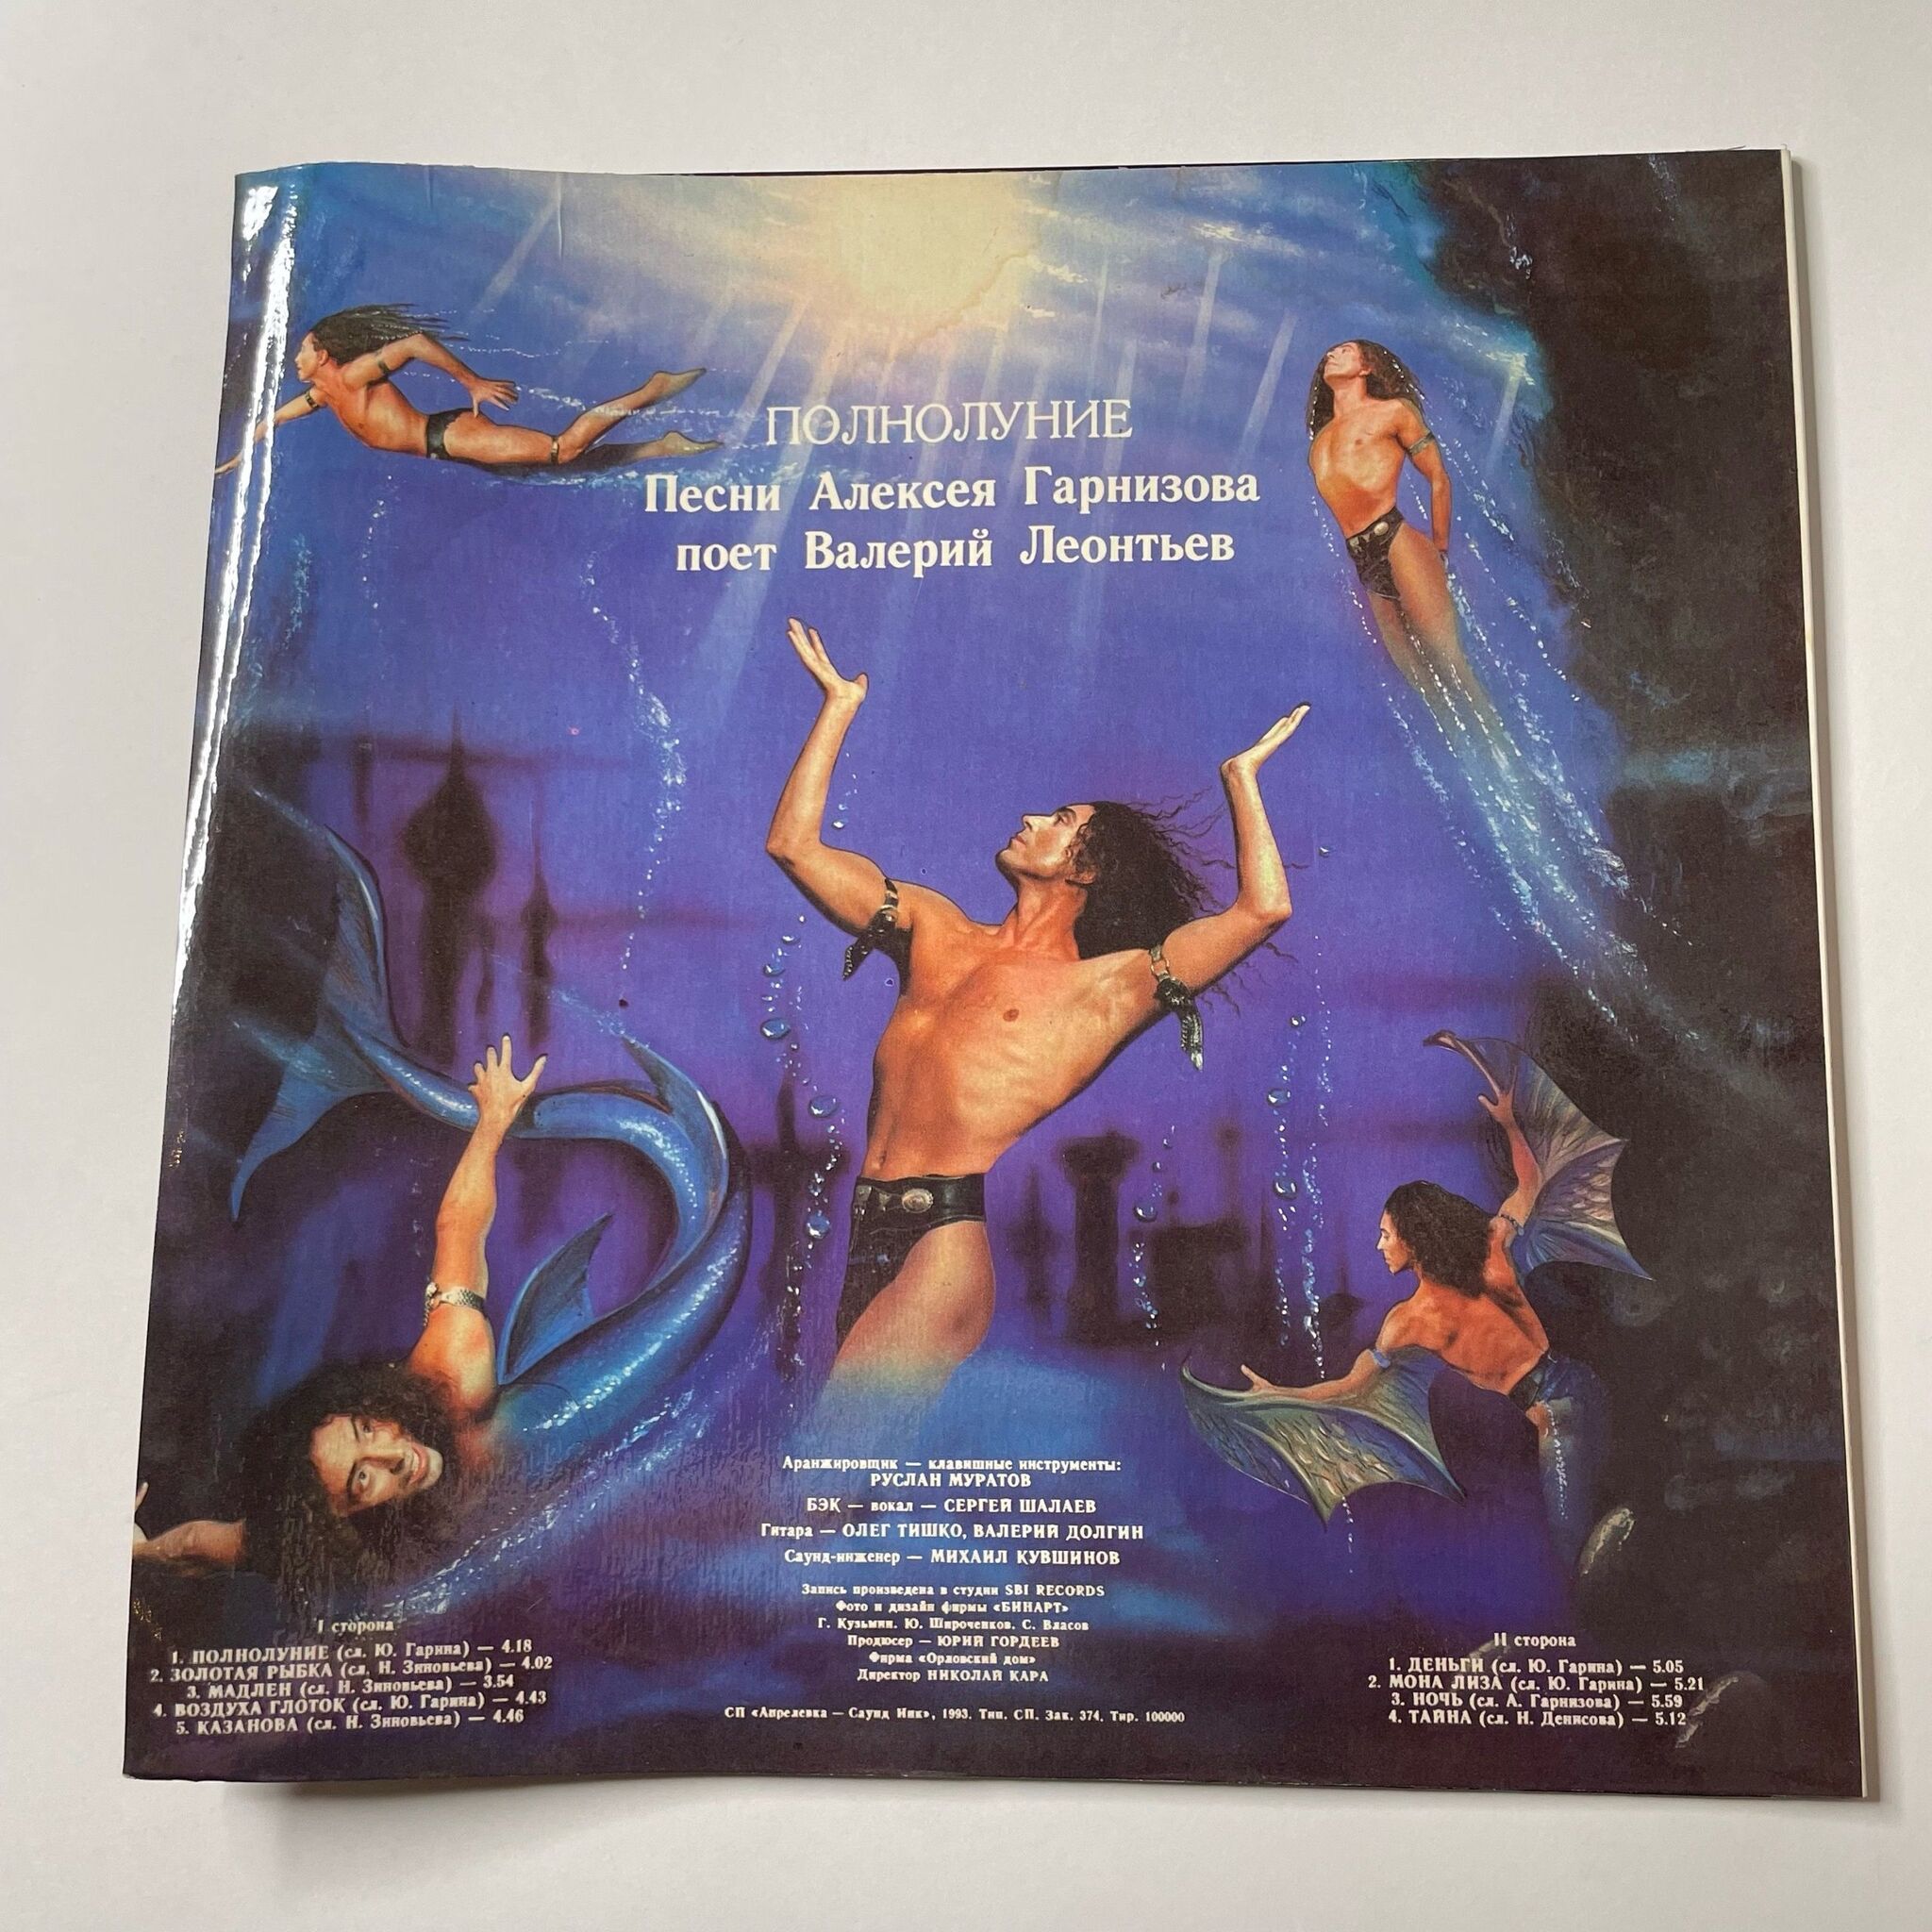 ПОЛНОЛУНИЕ
Песни Алексея Гарнизова
поет Валерий Леонтьев
Аранжировщик — клавишные инструменты:
РУСЛАН МУРАТОВ
БЭК — вокал — СЕРГЕЙ ШАЛАЕВ
Гитара — ОЛЕГ ТИШКО, ВАЛЕРИЙ ДОЛГИН
Саунд-инженер — МИХАИЛ КУВШИНОВ
Запись произведена в студии SBI RECORDS
Фото и дизайн фирмы «БИНАРТ»
Г. Кузьмин. Ю. Широченков. С. Власов
Продюсер — ЮРИЙ ГОРДЕЕВ
Фирма «Орловский дом»
Директор НИКОЛАЙ КАРА
СП «Апрелевка — Саунд Инк», 1993. Тип. СП. Зак. 374. Тир. 100000
I сторона
1. ПОЛНОЛУНИЕ (сл. Ю. Гарина) — 4.18
2. ЗОЛОТАЯ РЫБКА (сл. Н. Зиновьева) — 4.02
3. МАДЛЕН (сл. Н. Зиновьева) — 3.54
4. ВОЗДУХА ГЛОТОК (сл. Ю. Гарина) — 4.43
5. КАЗАНОВА (сл. Н. Зиновьева) — 4.46
II сторона
1. ДЕНЬГИ (сл. Ю. Гарина) — 5.05
2. МОНА ЛИЗА (сл. Ю. Гарина) — 5.21
3. НОЧЬ (сл. А. Гарнизова) — 5.59
4. ТАЙНА (сл. Н. Денисова) — 5.12